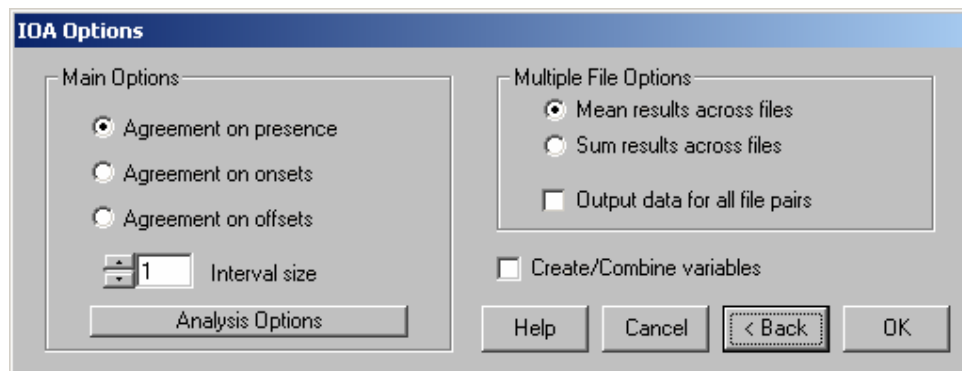 IOA Options
Main Options
Agreement on presence
Agreement on onsets
Agreement on offsets
1 Interval size
Analysis Options
Multiple File Options
Mean results across files
Sum results across files
Output data for all file pairs
Create/Combine variables
Help Cancel < Back OK